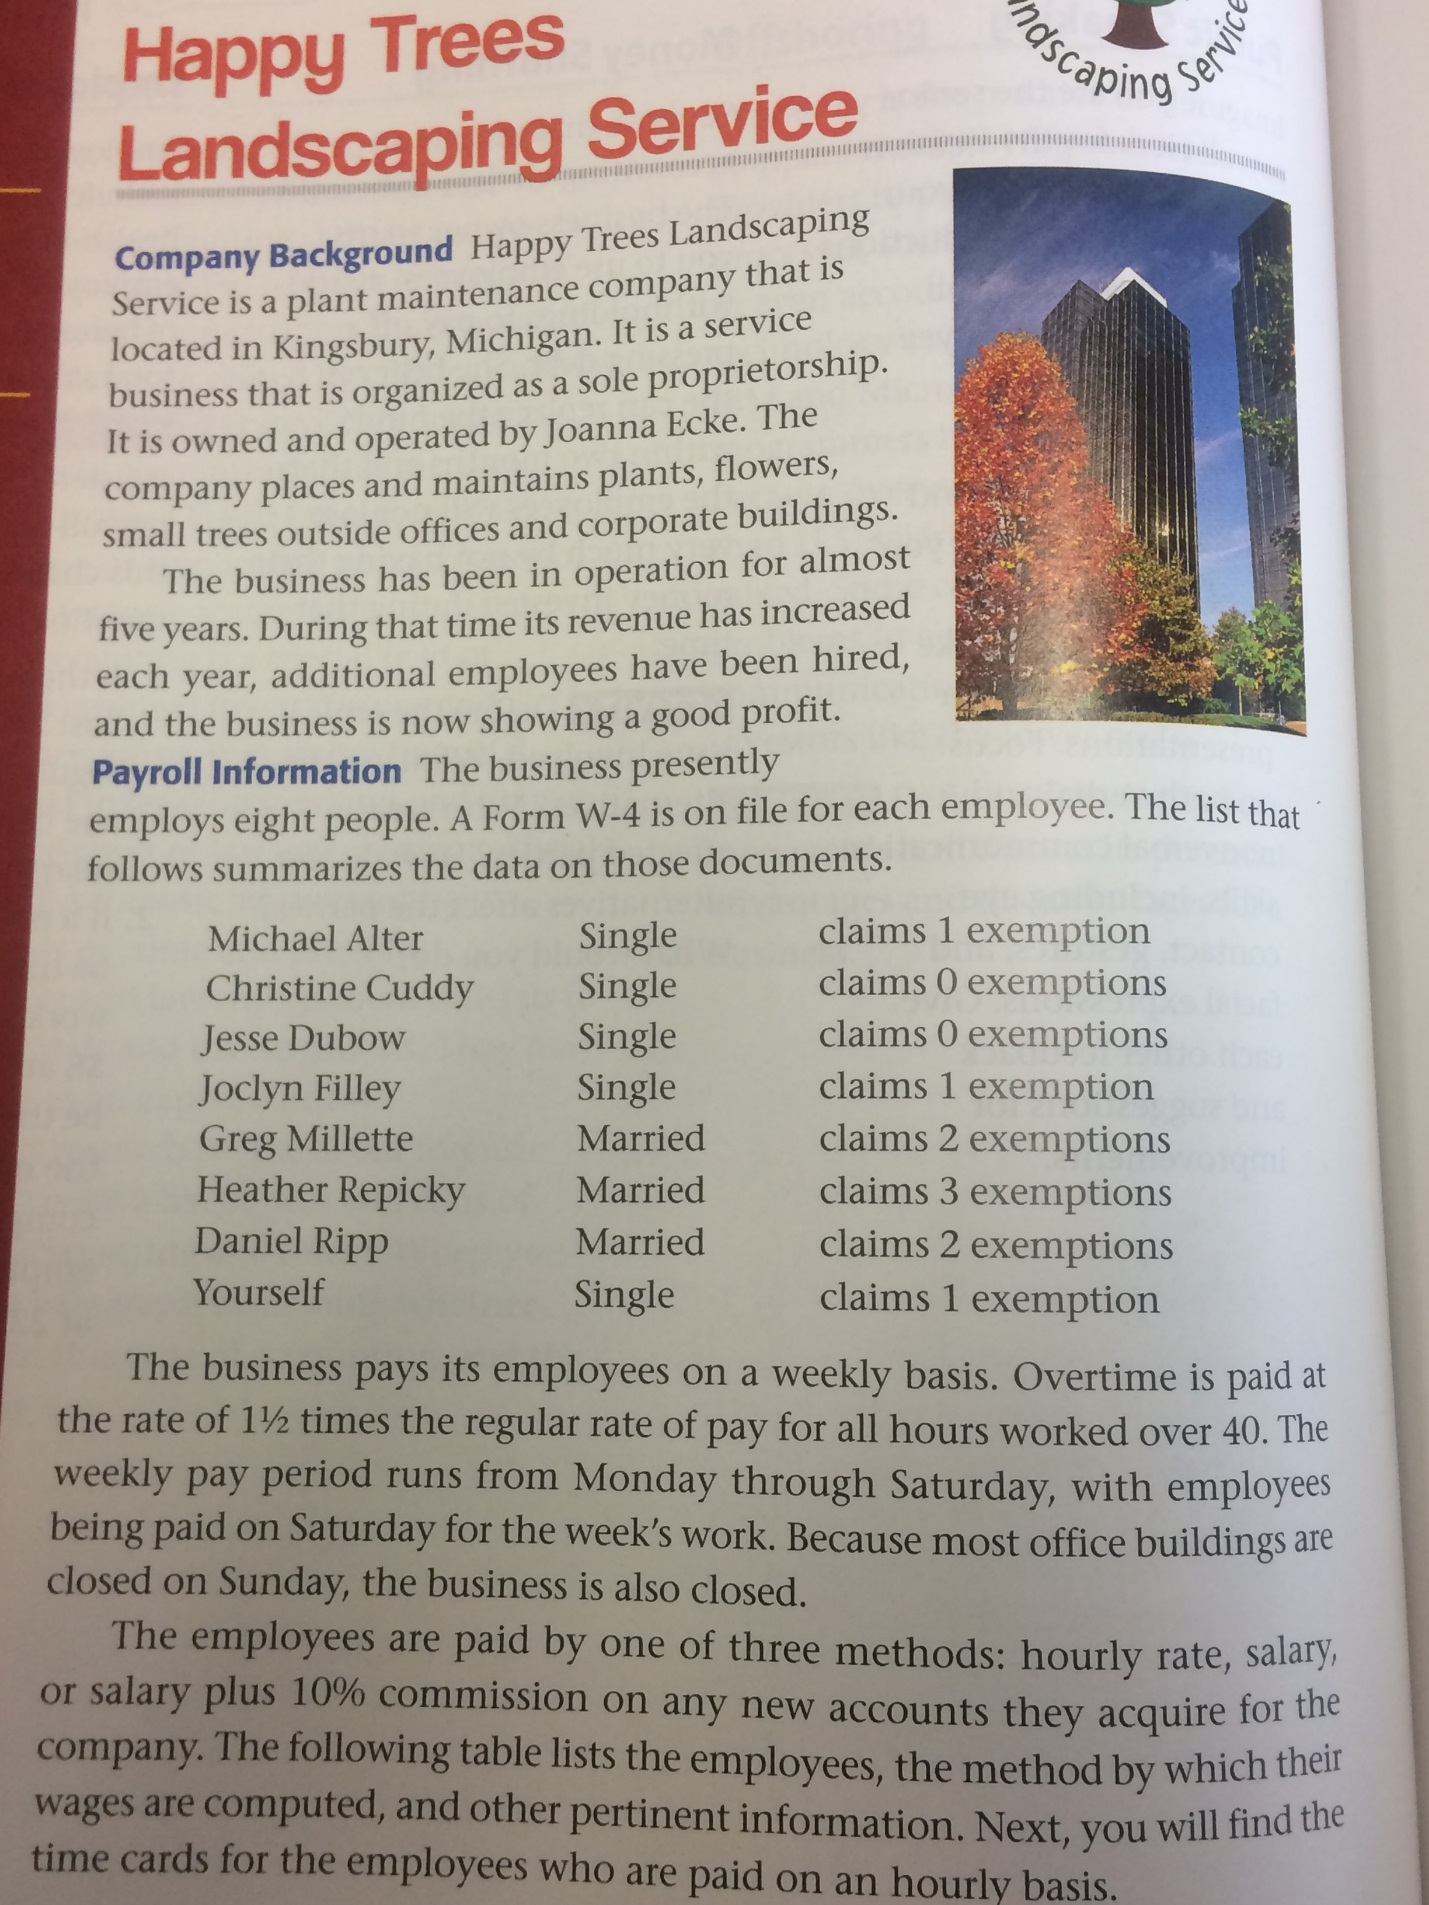 Happy Trees
Landscaping Service
ndscaping Service
Company Background Happy Trees Landscaping
Service is a plant maintenance company that is
located in Kingsbury, Michigan. It is a service
business that is organized as a sole proprietorship.
It is owned and operated by Joanna Ecke. The
company places and maintains plants, flowers,
small trees outside offices and corporate buildings.
The business has been in operation for almost
five years. During that time its revenue has increased
each year, additional employees have been hired,
and the business is now showing a good profit.
Payroll Information The business presently
employs eight people. A Form W-4 is on file for each employee. The list that
follows summarizes the data on those documents.
Michael Alter Single claims 1 exemption
Christine Cuddy Single claims 0 exemptions
Jesse Dubow Single claims 0 exemptions
Joclyn Filley Single claims 1 exemption
Greg Millette Married claims 2 exemptions
Heather Repicky Married claims 3 exemptions
Daniel Ripp Married claims 2 exemptions
Yourself Single claims 1 exemption
The business pays its employees on a weekly basis. Overtime is paid at
the rate of 1½ times the regular rate of pay for all hours worked over 40. The
weekly pay period runs from Monday through Saturday, with employees
being paid on Saturday for the week's work. Because most office buildings are
closed on Sunday, the business is also closed.
The employees are paid by one of three methods: hourly rate, salary,
or salary plus 10% commission on any new accounts they acquire for the
company. The following table lists the employees, the method by which their
wages are computed, and other pertinent information. Next, you will find the
time cards for the employees who are paid on an hourly basis.